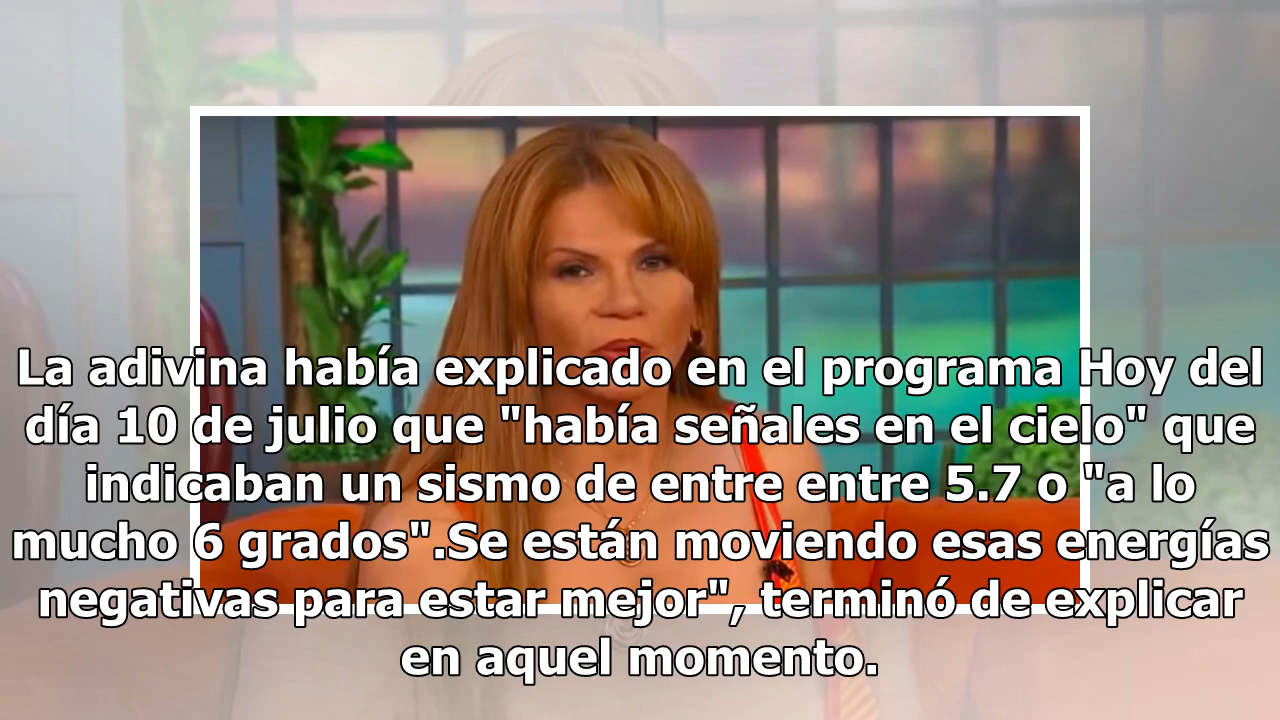 La adivina había explicado en el programa Hoy del
día 10 de julio que "había señales en el cielo" que
indicaban un sismo de entre entre 5.7 o "a lo
mucho 6 grados".Se están moviendo esas energías
negativas para estar mejor", terminó de explicar
en aquel momento.